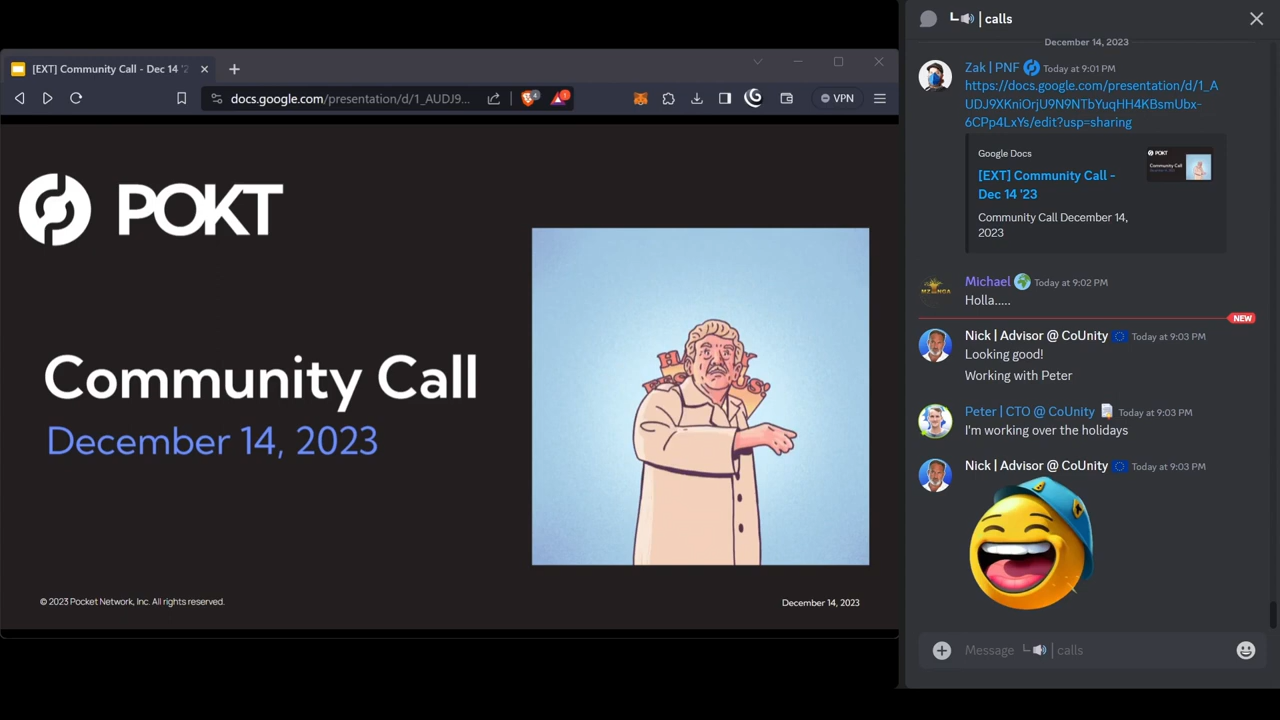 [EXT] Community Call - Dec 14 '2
docs.google.com/presentation/d/1_AUDJ9...
4
1
VPN
POKT
Community Call
December 14, 2023
© 2023 Pocket Network, Inc. All rights reserved.
December 14, 2023
calls
December 14, 2023
Zak | PNF Today at 9:01 PM
https://docs.google.com/presentation/d/1_A
UDJ9XKniOrjU9N9NTbYuqHH4KBsmUbx-
6CPp4LxYs/edit?usp=sharing
Google Docs
[EXT] Community Call -
Dec 14 '23
Community Call December 14,
2023
POKT
Community Call
Michael Today at 9:02 PM
Holla.....
NEW
Nick | Advisor @ CoUnity Today at 9:03 PM
Looking good!
Working with Peter
Peter | CTO @ CoUnity Today at 9:03 PM
I'm working over the holidays
Nick | Advisor @ CoUnity Today at 9:03 PM
Message calls